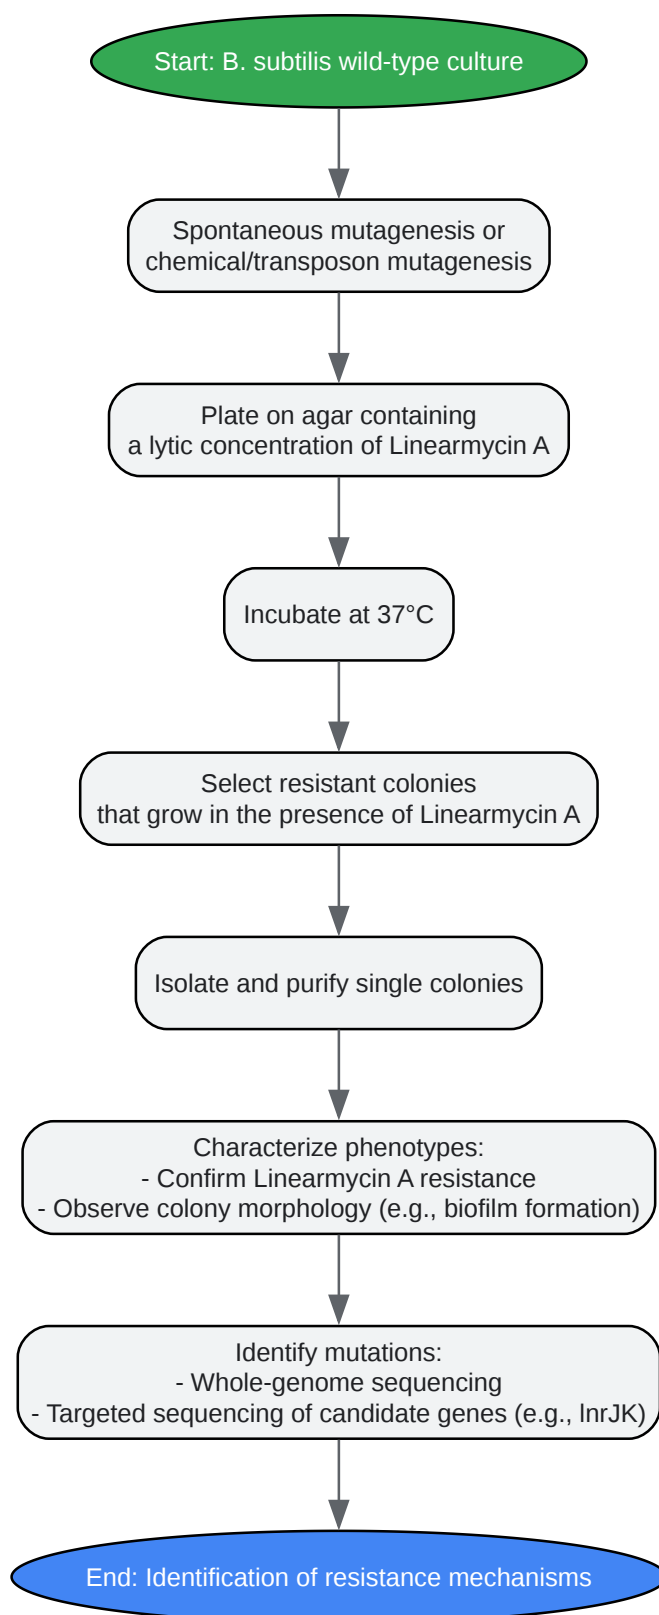 Start: B. subtilis wild-type culture
Spontaneous mutagenesis or
chemical/transposon mutagenesis
Plate on agar containing
a lytic concentration of Linearmycin A
Incubate at 37°C
Select resistant colonies
that grow in the presence of Linearmycin A
Isolate and purify single colonies
Characterize phenotypes:
- Confirm Linearmycin A resistance
- Observe colony morphology (e.g., biofilm formation)
Identify mutations:
- Whole-genome sequencing
- Targeted sequencing of candidate genes (e.g., lnrJK)
End: Identification of resistance mechanisms